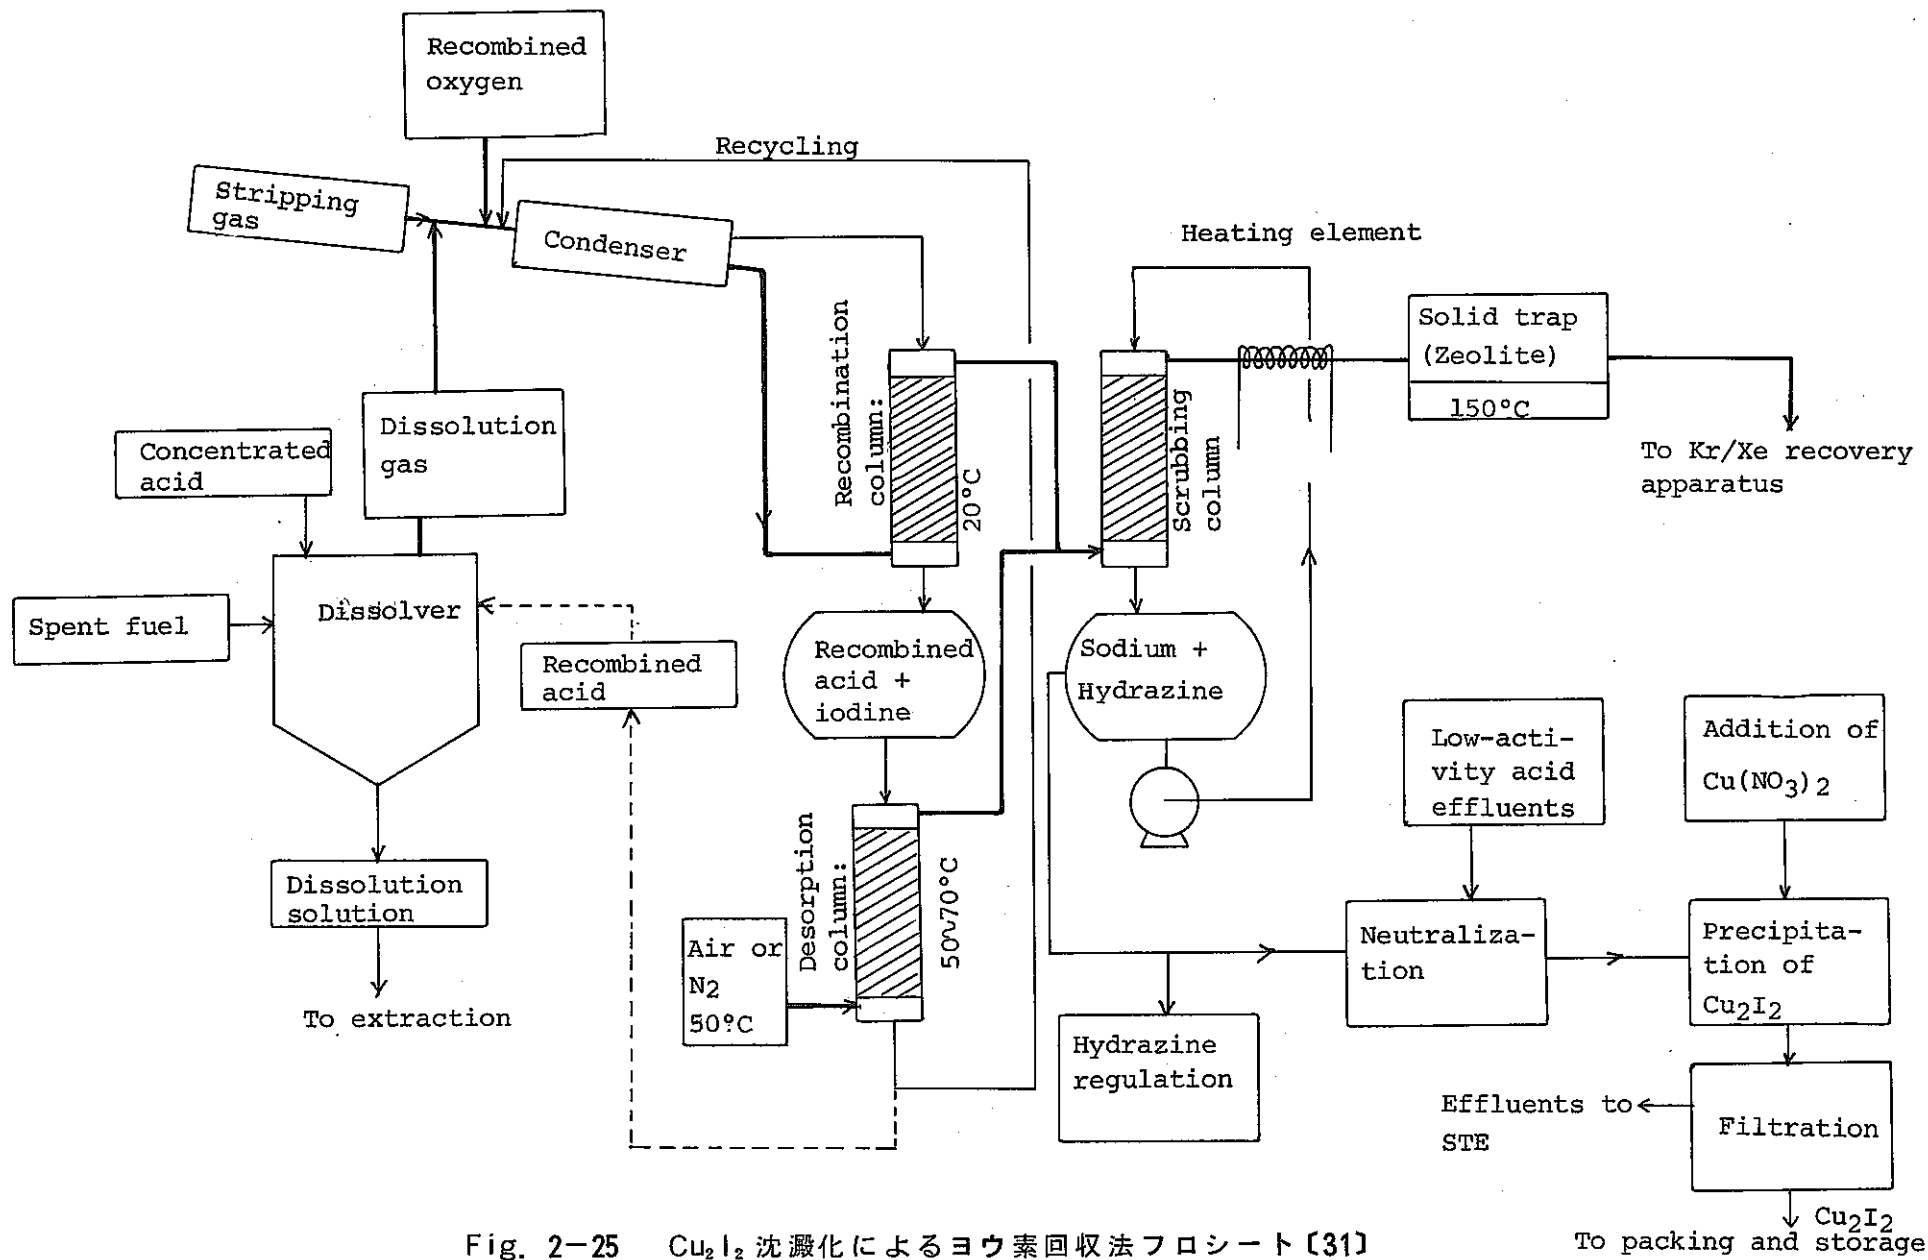 Recombined
oxygen
Recycling
Stripping
gas
Condenser
Heating element
Recombination
column:
20°C
Scrubbing
column
Solid trap
(Zeolite)
150°C
To Kr/Xe recovery
apparatus
Dissolution
gas
Concentrated
acid
Dissolver
Spent fuel
Recombined
acid
Recombined
acid +
iodine
Sodium +
Hydrazine
Low-acti-
vity acid
effluents
Addition of
Cu(NO3)2
Dissolution
solution
To extraction
Desorption
column:
50~70°C
Air or
N2
50°C
Neutraliza-
tion
Precipita-
tion of
Cu2I2
Hydrazine
regulation
Effluents to
STE
Filtration
Cu2I2
To packing and storage
Fig. 2-25 Cu₂I₂ 沈澱化によるヨウ素回収法フロシート〔31〕